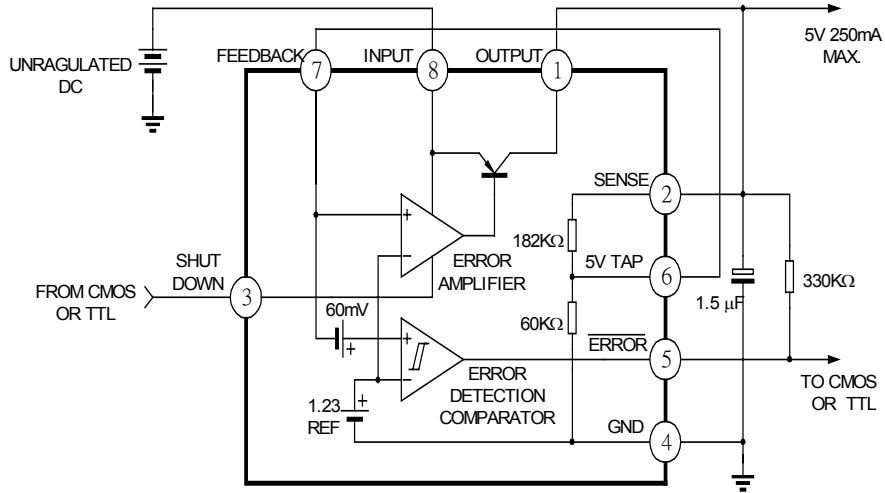 UNRAGULATED
DC
FEEDBACK
INPUT
OUTPUT
7
8
1
5V 250mA
MAX.
SENSE
2
182KΩ
5V TAP
6
SHUT
DOWN
3
FROM CMOS
OR TTL
ERROR
AMPLIFIER
60mV
60KΩ
ERROR
5
1.5 µF
330KΩ
ERROR
DETECTION
COMPARATOR
1.23
REF
GND
4
TO CMOS
OR TTL
+
−
+
+
−
+